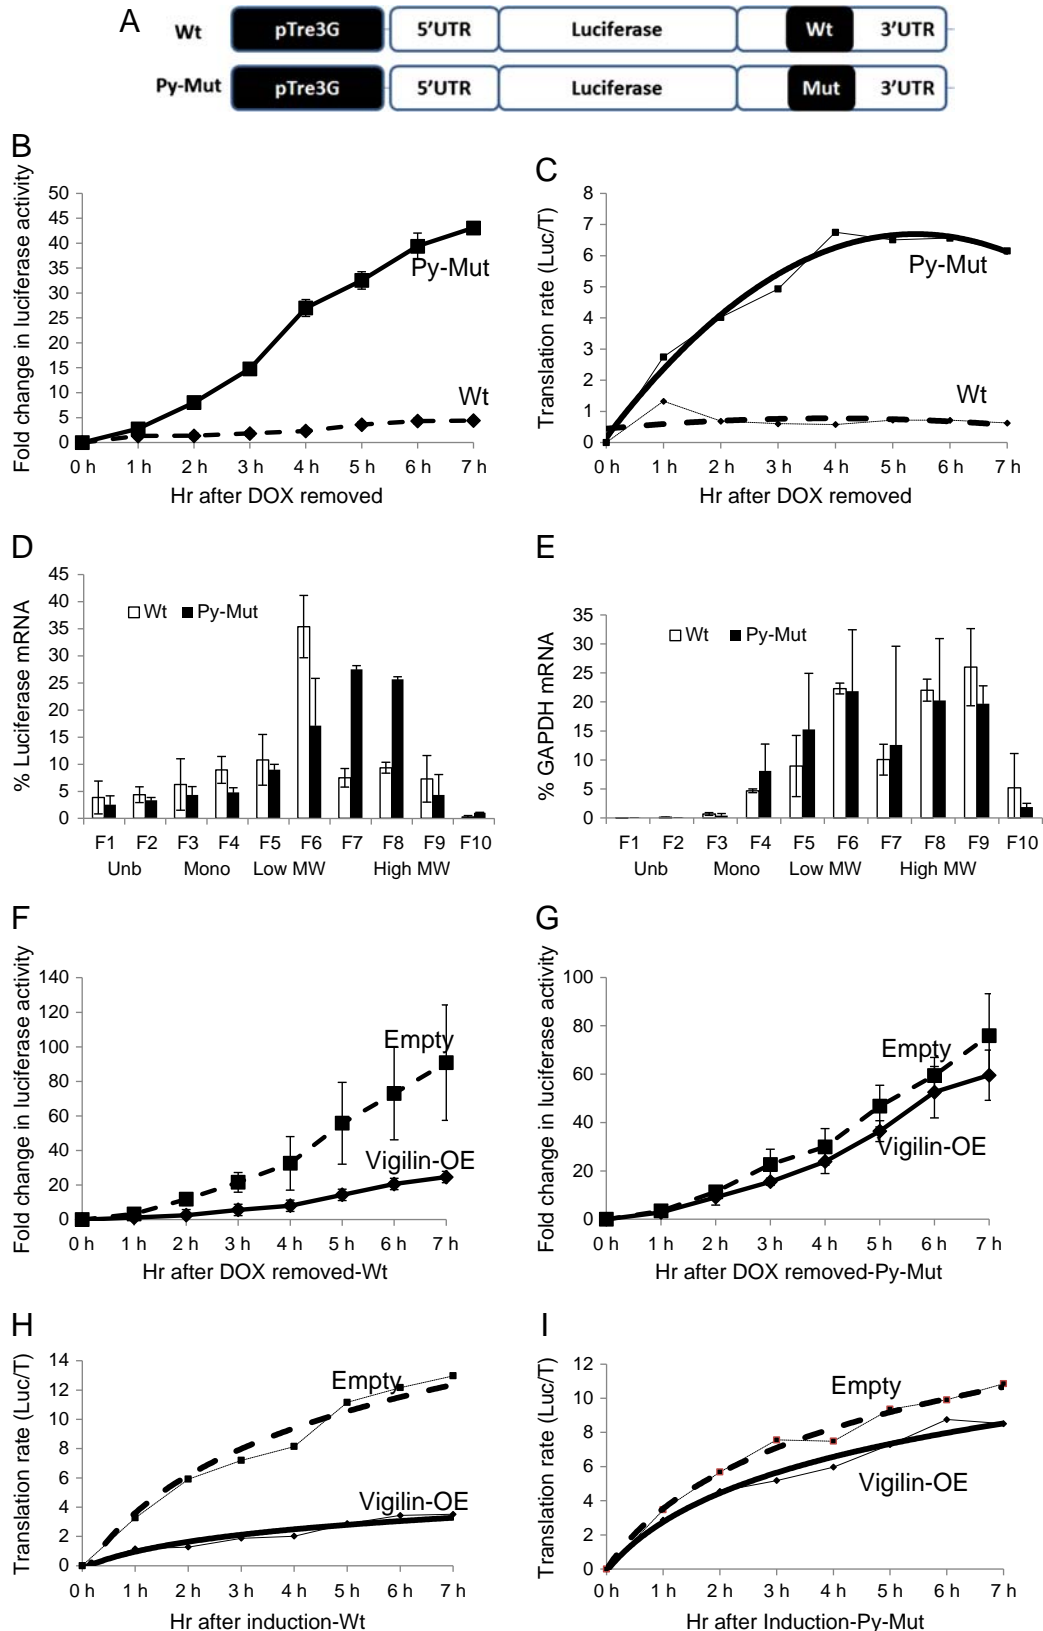 A
Wt pTre3G 5'UTR Luciferase Wt 3'UTR
Py-Mut pTre3G 5'UTR Luciferase Mut 3'UTR
B
Fold change in luciferase activity
50
45
40
35
30
25
20
15
10
5
0
Py-Mut
Wt
0 h 1 h 2 h 3 h 4 h 5 h 6 h 7 h
Hr after DOX removed
C
Translation rate (Luc/T)
8
7
6
5
4
3
2
1
0
Py-Mut
Wt
0 h 1 h 2 h 3 h 4 h 5 h 6 h 7 h
Hr after DOX removed
D
% Luciferase mRNA
45
40
35
30
25
20
15
10
5
0
Wt Py-Mut
F1 F2 F3 F4 F5 F6 F7 F8 F9 F10
Unb Mono Low MW High MW
E
% GAPDH mRNA
35
30
25
20
15
10
5
0
Wt Py-Mut
F1 F2 F3 F4 F5 F6 F7 F8 F9 F10
Unb Mono Low MW High MW
F
Fold change in luciferase activity
140
120
100
80
60
40
20
0
Empty
Vigilin-OE
0 h 1 h 2 h 3 h 4 h 5 h 6 h 7 h
Hr after DOX removed-Wt
G
Fold change in luciferase activity
100
80
60
40
20
0
Empty
Vigilin-OE
0 h 1 h 2 h 3 h 4 h 5 h 6 h 7 h
Hr after DOX removed-Py-Mut
H
Translation rate (Luc/T)
14
12
10
8
6
4
2
0
Empty
Vigilin-OE
0 h 1 h 2 h 3 h 4 h 5 h 6 h 7 h
Hr after induction-Wt
I
Translation rate (Luc/T)
12
10
8
6
4
2
0
Empty
Vigilin-OE
0 h 1 h 2 h 3 h 4 h 5 h 6 h 7 h
Hr after Induction-Py-Mut